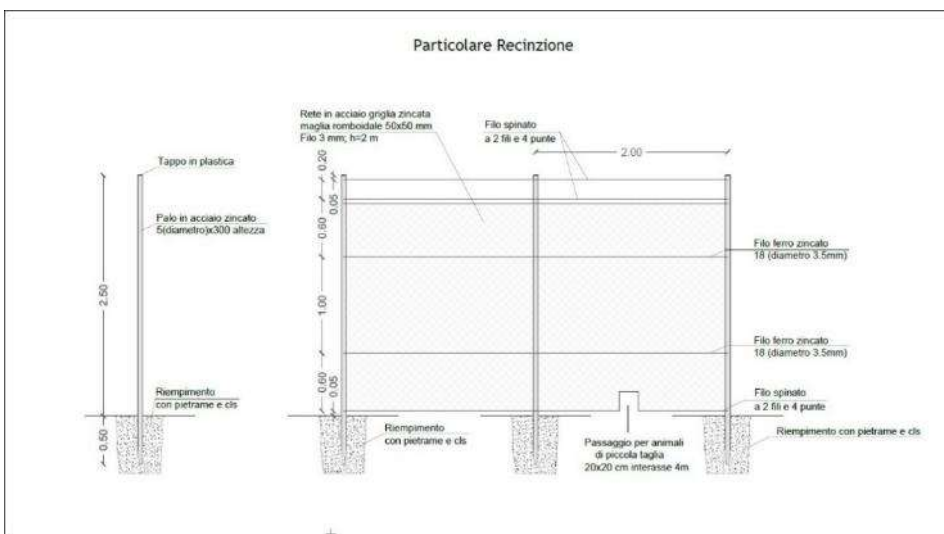 Particolare Recinzione
Rete in acciaio griglia zincata
maglia romboidale 50x50 mm
Filo 3 mm; h=2 m
Filo spinato
a 2 fili e 4 punte
2.00
Tappo in plastica
Palo in acciaio zincato
5(diametro)x300 altezza
0.20
0.05
0.60
1.00
0.60
0.05
2.50
0.50
Filo ferro zincato
18 (diametro 3.5mm)
Filo ferro zincato
18 (diametro 3.5mm)
Riempimento
con pietrame e cls
Filo spinato
a 2 fili e 4 punte
Riempimento
con pietrame e cls
Passaggio per animali
di piccola taglia
20x20 cm interasse 4m
Riempimento con pietrame e cls